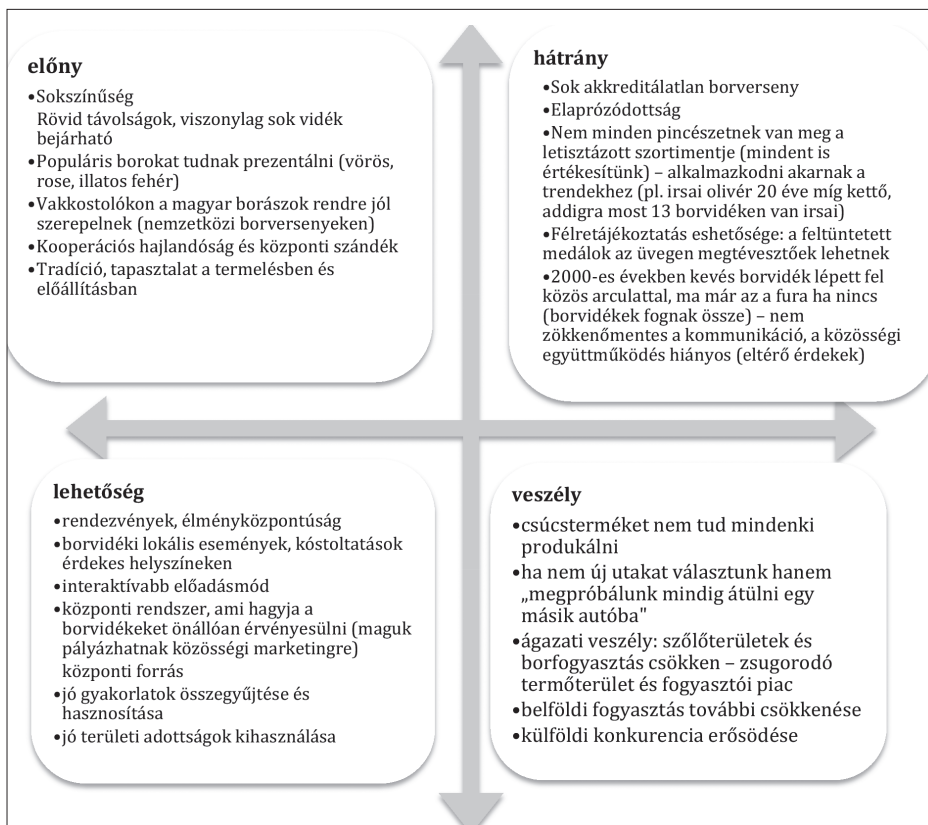 előny
•Sokszínűség
Rövid távolságok, viszonylag sok vidék
bejárható
•Populáris borokat tudnak prezentálni (vörös,
rose, illatos fehér)
•Vakkostolókon a magyar borászok rendre jól
szerepelnek (nemzetközi borversenyeken)
•Kooperációs hajlandóság és központi szándék
•Tradíció, tapasztalat a termelésben és
előállításban
hátrány
•Sok akkreditálatlan borverseny
•Elaprózódottság
•Nem minden pincészetnek van meg a
letisztázott szortimentje (mindent is
értékesítünk) – alkalmazkodni akarnak a
trendekhez (pl. irsai olivér 20 éve míg kettő,
addigra most 13 borvidéken van irsai)
•Félretájékoztatás eshetősége: a feltüntetett
medálok az üvegen megtévesztőek lehetnek
•2000-es években kevés borvidék lépett fel
közös arculattal, ma már az a fura ha nincs
(borvidékek fognak össze) – nem
zökkenőmentes a kommunikáció, a közösségi
együttműködés hiányos (eltérő érdekek)
lehetőség
•rendezvények, élményközpontúság
•borvidéki lokális események, kóstoltatások
érdekes helyszíneken
•interaktívabb előadásmód
•központi rendszer, ami hagyja a
borvidékeket önállóan érvényesülni (maguk
pályázhatnak közösségi marketingre)
központi forrás
•jó gyakorlatok összegyűjtése és
hasznosítása
•jó területi adottságok kihasználása
veszély
•csúcsterméket nem tud mindenki
produkálni
•ha nem új utakat választunk hanem
„megpróbálunk mindig átülni egy
másik autóba"
•ágazati veszély: szőlőterületek és
borfogyasztás csökken – zsugorodó
termőterület és fogyasztói piac
•belföldi fogyasztás további csökkenése
•külföldi konkurencia erősödése